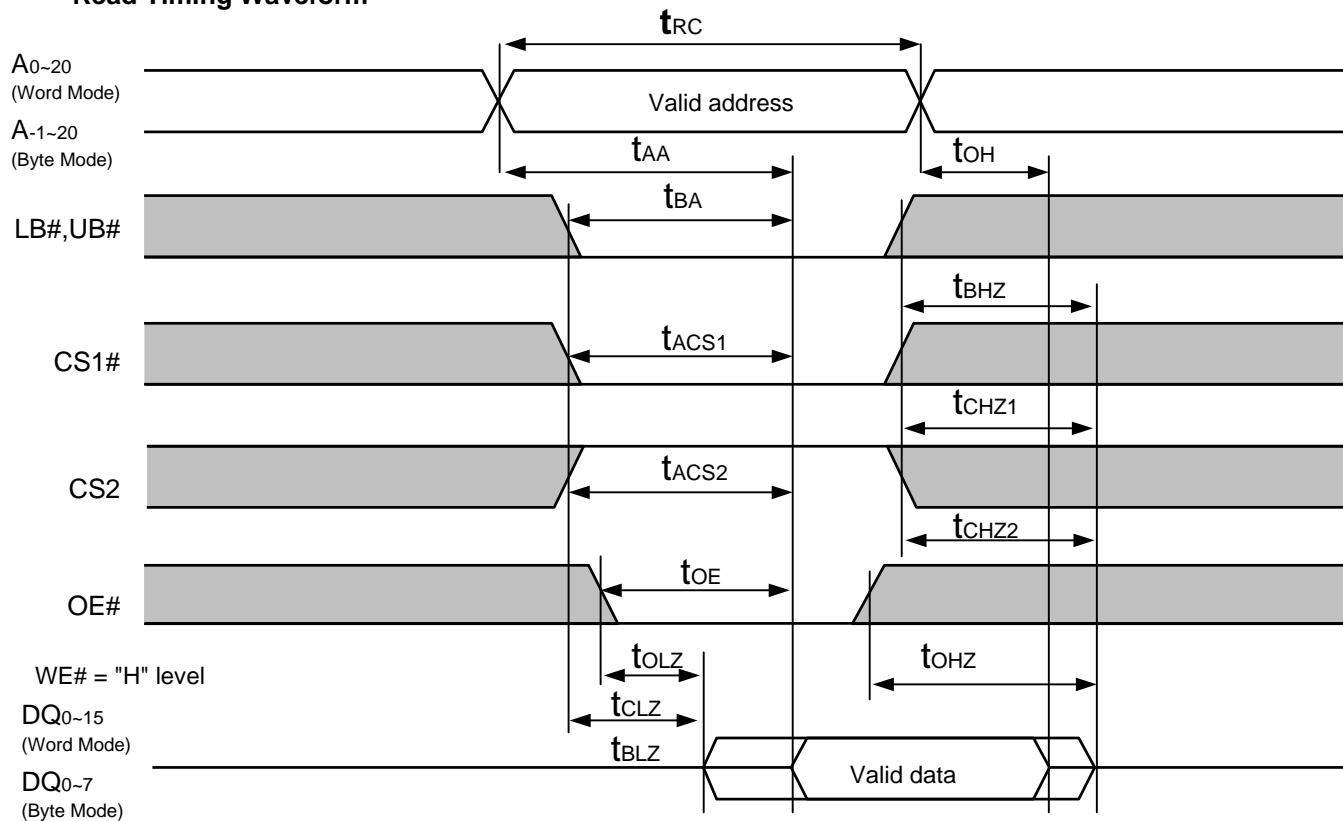 Read Timing Waveform
tRC
A0~20
(Word Mode)
Valid address
A-1~20
(Byte Mode)
tAA
tOH
tBA
LB#,UB#
tBHZ
tACS1
CS1#
tCHZ1
tACS2
CS2
tCHZ2
tOE
OE#
tOLZ
tOHZ
WE# = "H" level
tCLZ
DQ0~15
(Word Mode)
tBLZ
Valid data
DQ0~7
(Byte Mode)